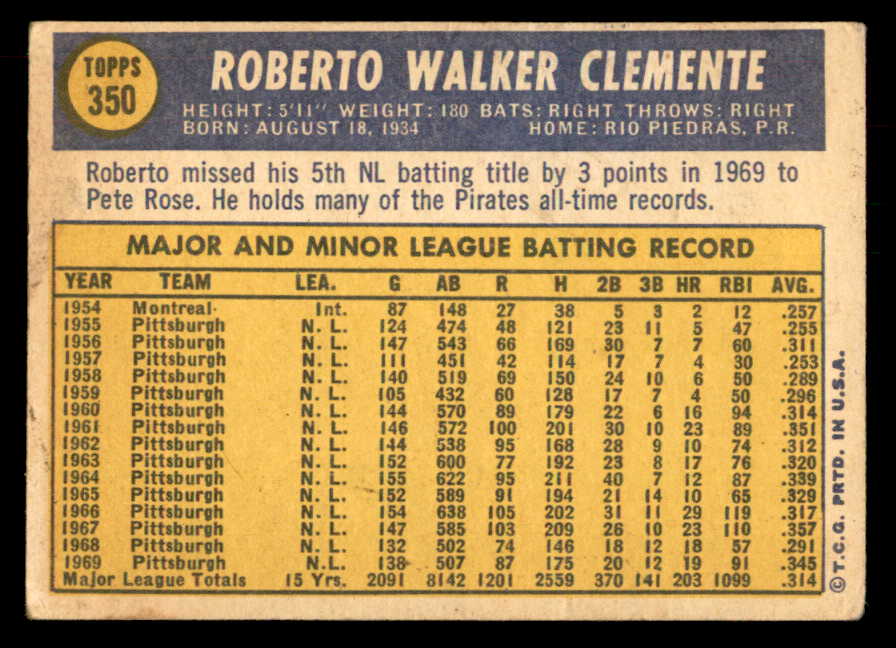 TOPPS
350
ROBERTO WALKER CLEMENTE
HEIGHT: 5'11" WEIGHT: 180 BATS: RIGHT THROWS: RIGHT
BORN: AUGUST 18, 1934 HOME: RIO PIEDRAS, P.R.
Roberto missed his 5th NL batting title by 3 points in 1969 to
Pete Rose. He holds many of the Pirates all-time records.
MAJOR AND MINOR LEAGUE BATTING RECORD
YEAR TEAM LEA. G AB R H 2B 3B HR RBI AVG.
1954 Montreal Int. 87 148 27 38 5 3 2 12 .257
1955 Pittsburgh N. L. 124 474 48 121 23 11 5 47 .255
1956 Pittsburgh N. L. 147 543 66 169 30 7 7 60 .311
1957 Pittsburgh N. L. 111 451 42 114 17 7 4 30 .253
1958 Pittsburgh N. L. 140 519 69 150 24 10 6 50 .289
1959 Pittsburgh N. L. 105 432 60 128 17 7 4 50 .296
1960 Pittsburgh N. L. 144 570 89 179 22 6 16 94 .314
1961 Pittsburgh N. L. 146 572 100 201 30 10 23 89 .351
1962 Pittsburgh N. L. 144 538 95 168 28 9 10 74 .312
1963 Pittsburgh N. L. 152 600 77 192 23 8 17 76 .320
1964 Pittsburgh N. L. 155 622 95 211 40 7 12 87 .339
1965 Pittsburgh N. L. 152 589 91 194 21 14 10 65 .329
1966 Pittsburgh N. L. 154 638 105 202 31 11 29 119 .317
1967 Pittsburgh N. L. 147 585 103 209 26 10 23 110 .357
1968 Pittsburgh N. L. 132 502 74 146 18 12 18 57 .291
1969 Pittsburgh N.L. 138 507 87 175 20 12 19 91 .345
Major League Totals 15 Yrs. 2091 8142 1201 2559 370 141 203 1099 .314
©T.C.G. PRTD. IN U.S.A.